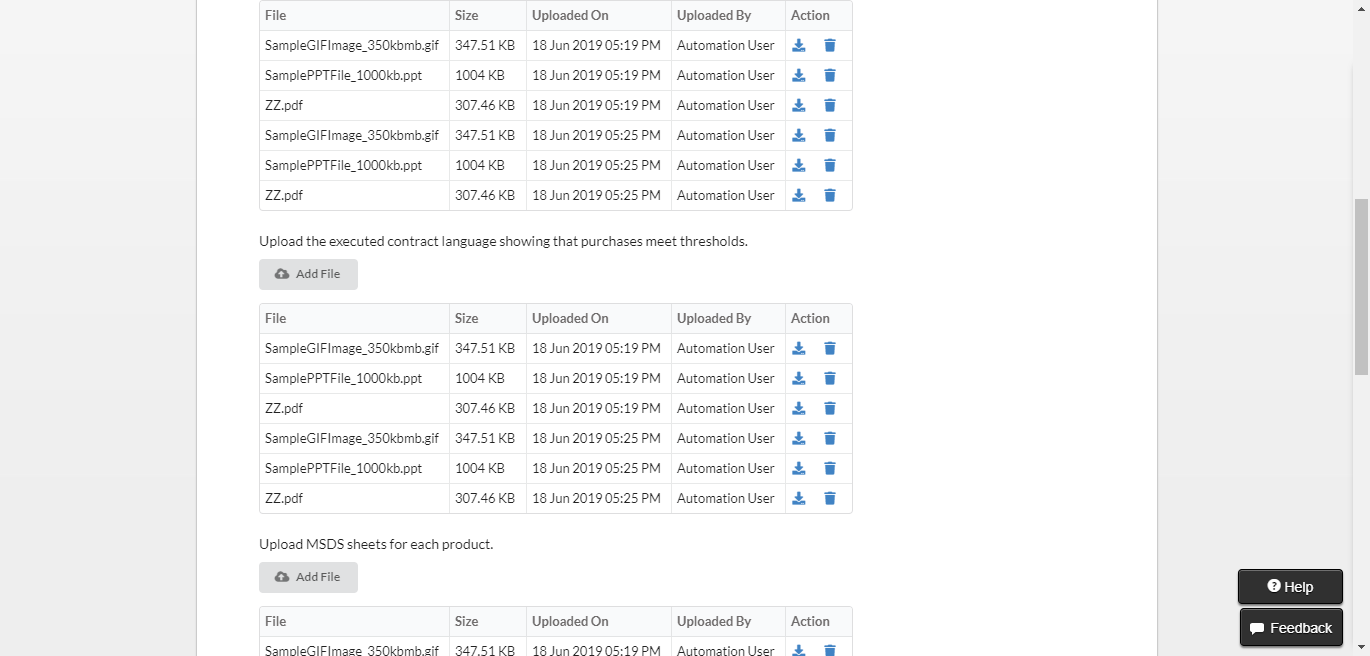 File Size Uploaded On Uploaded By Action
SampleGIFImage_350kbmb.gif 347.51 KB 18 Jun 2019 05:19 PM Automation User
SamplePPTFile_1000kb.ppt 1004 KB 18 Jun 2019 05:19 PM Automation User
ZZ.pdf 307.46 KB 18 Jun 2019 05:19 PM Automation User
SampleGIFImage_350kbmb.gif 347.51 KB 18 Jun 2019 05:25 PM Automation User
SamplePPTFile_1000kb.ppt 1004 KB 18 Jun 2019 05:25 PM Automation User
ZZ.pdf 307.46 KB 18 Jun 2019 05:25 PM Automation User
Upload the executed contract language showing that purchases meet thresholds.
Add File
File Size Uploaded On Uploaded By Action
SampleGIFImage_350kbmb.gif 347.51 KB 18 Jun 2019 05:19 PM Automation User
SamplePPTFile_1000kb.ppt 1004 KB 18 Jun 2019 05:19 PM Automation User
ZZ.pdf 307.46 KB 18 Jun 2019 05:19 PM Automation User
SampleGIFImage_350kbmb.gif 347.51 KB 18 Jun 2019 05:25 PM Automation User
SamplePPTFile_1000kb.ppt 1004 KB 18 Jun 2019 05:25 PM Automation User
ZZ.pdf 307.46 KB 18 Jun 2019 05:25 PM Automation User
Upload MSDS sheets for each product.
Add File
File Size Uploaded On Uploaded By Action
SampleGIFImage_350kbmb.gif 347.51 KB 18 Jun 2019 05:19 PM Automation User
Help
Feedback